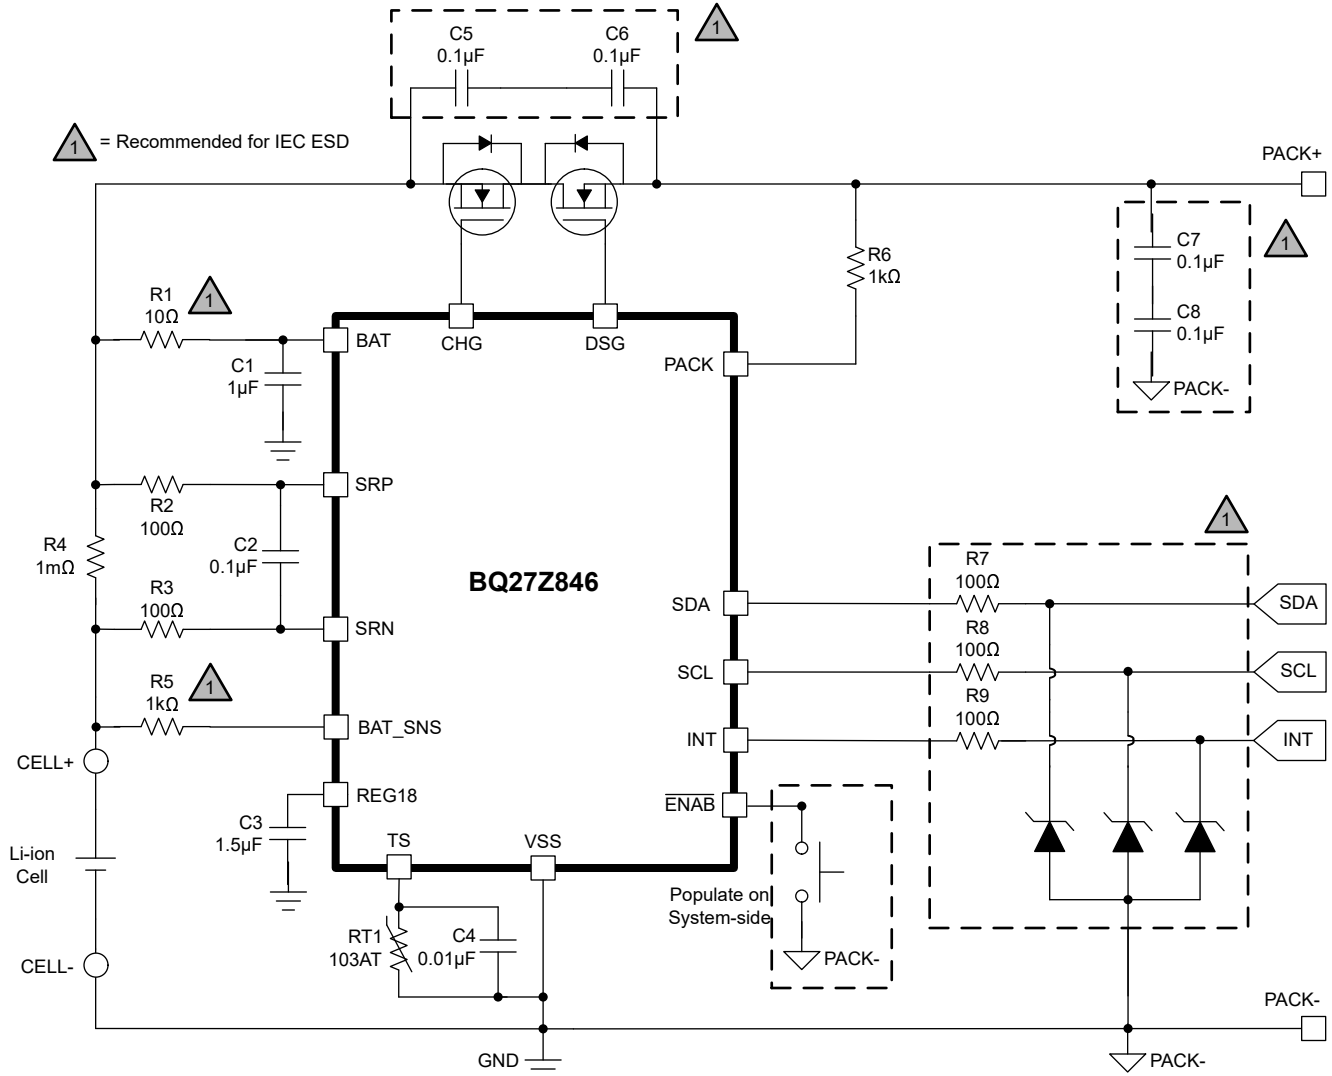 C5
0.1µF
C6
0.1µF
1
1
= Recommended for IEC ESD
PACK+
R6
1kΩ
C7
0.1µF
1
C8
0.1µF
PACK-
R1
10Ω
1
C1
1µF
BAT
CHG
DSG
PACK
R2
100Ω
SRP
R4
1mΩ
C2
0.1µF
R3
100Ω
SRN
BQ27Z846
R5
1kΩ
1
BAT_SNS
CELL+
REG18
C3
1.5µF
Li-ion
Cell
CELL-
TS
VSS
RT1
103AT
C4
0.01µF
GND
SDA
SCL
INT
ENAB
Populate on
System-side
PACK-
1
R7
100Ω
R8
100Ω
R9
100Ω
SDA
SCL
INT
PACK-
PACK-